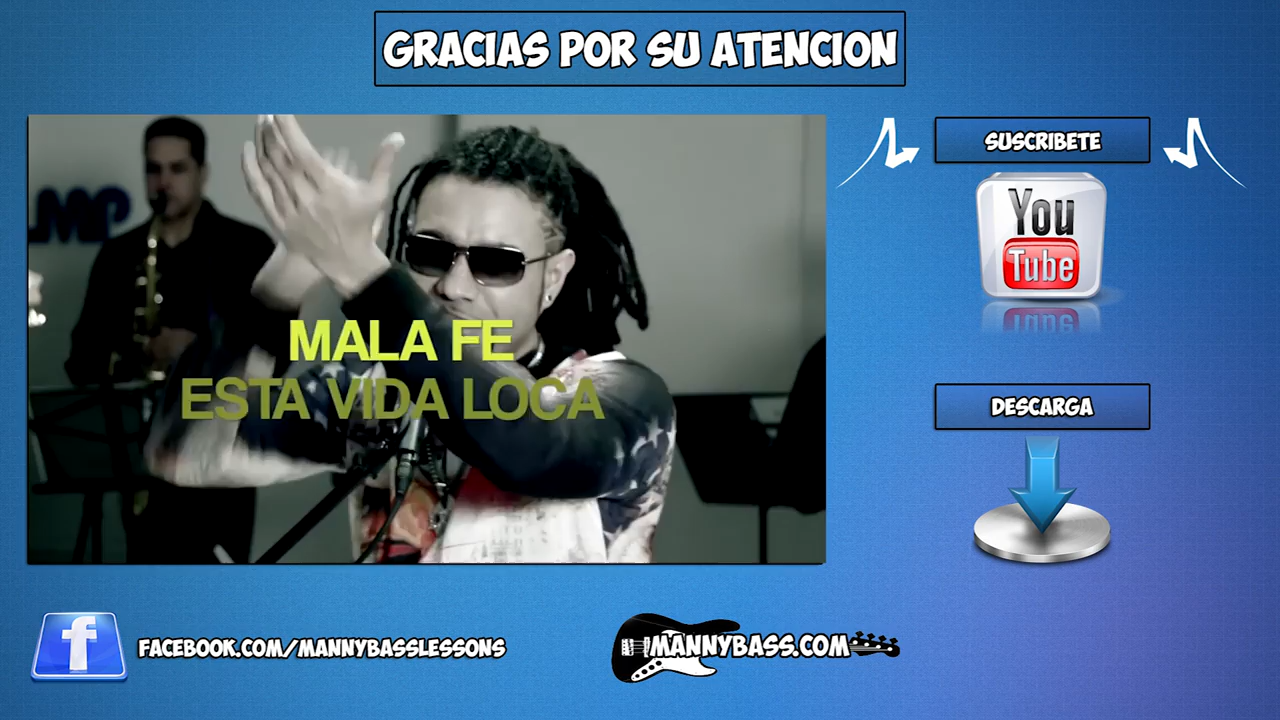 GRACIAS POR SU ATENCION
SUSCRIBETE
You
Tube
MALA FE
ESTA VIDA LOCA
DESCARGA
f
FACEBOOK.COM/MANNYBASSLESSONS
MANNYBASS.COM